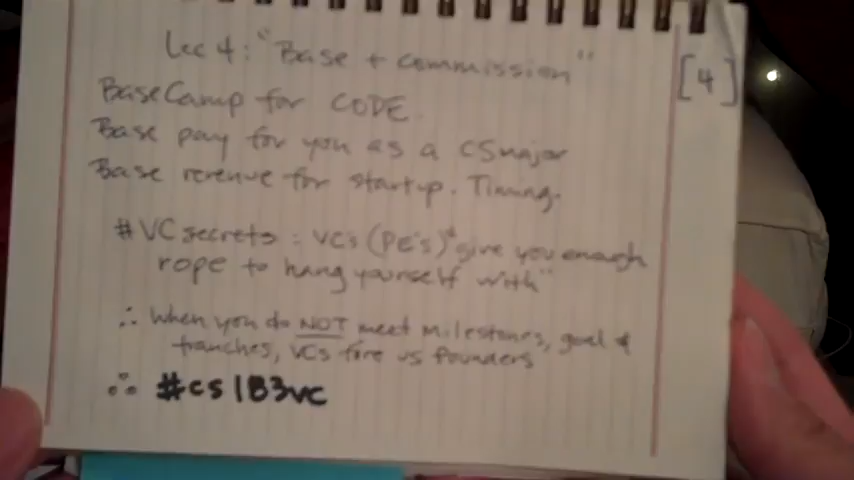 Lec 4: "Base + commission"
[4]
BaseCamp for CODE.
Base pay for you as a CS major
Base revenue for startup. Timing.
#VCsecrets: VC's (PE's) "give you enough
rope to hang yourself with"
∴ When you do NOT meet milestones, goal &
tranches, VCs fire us founders
∴ #cs183vc